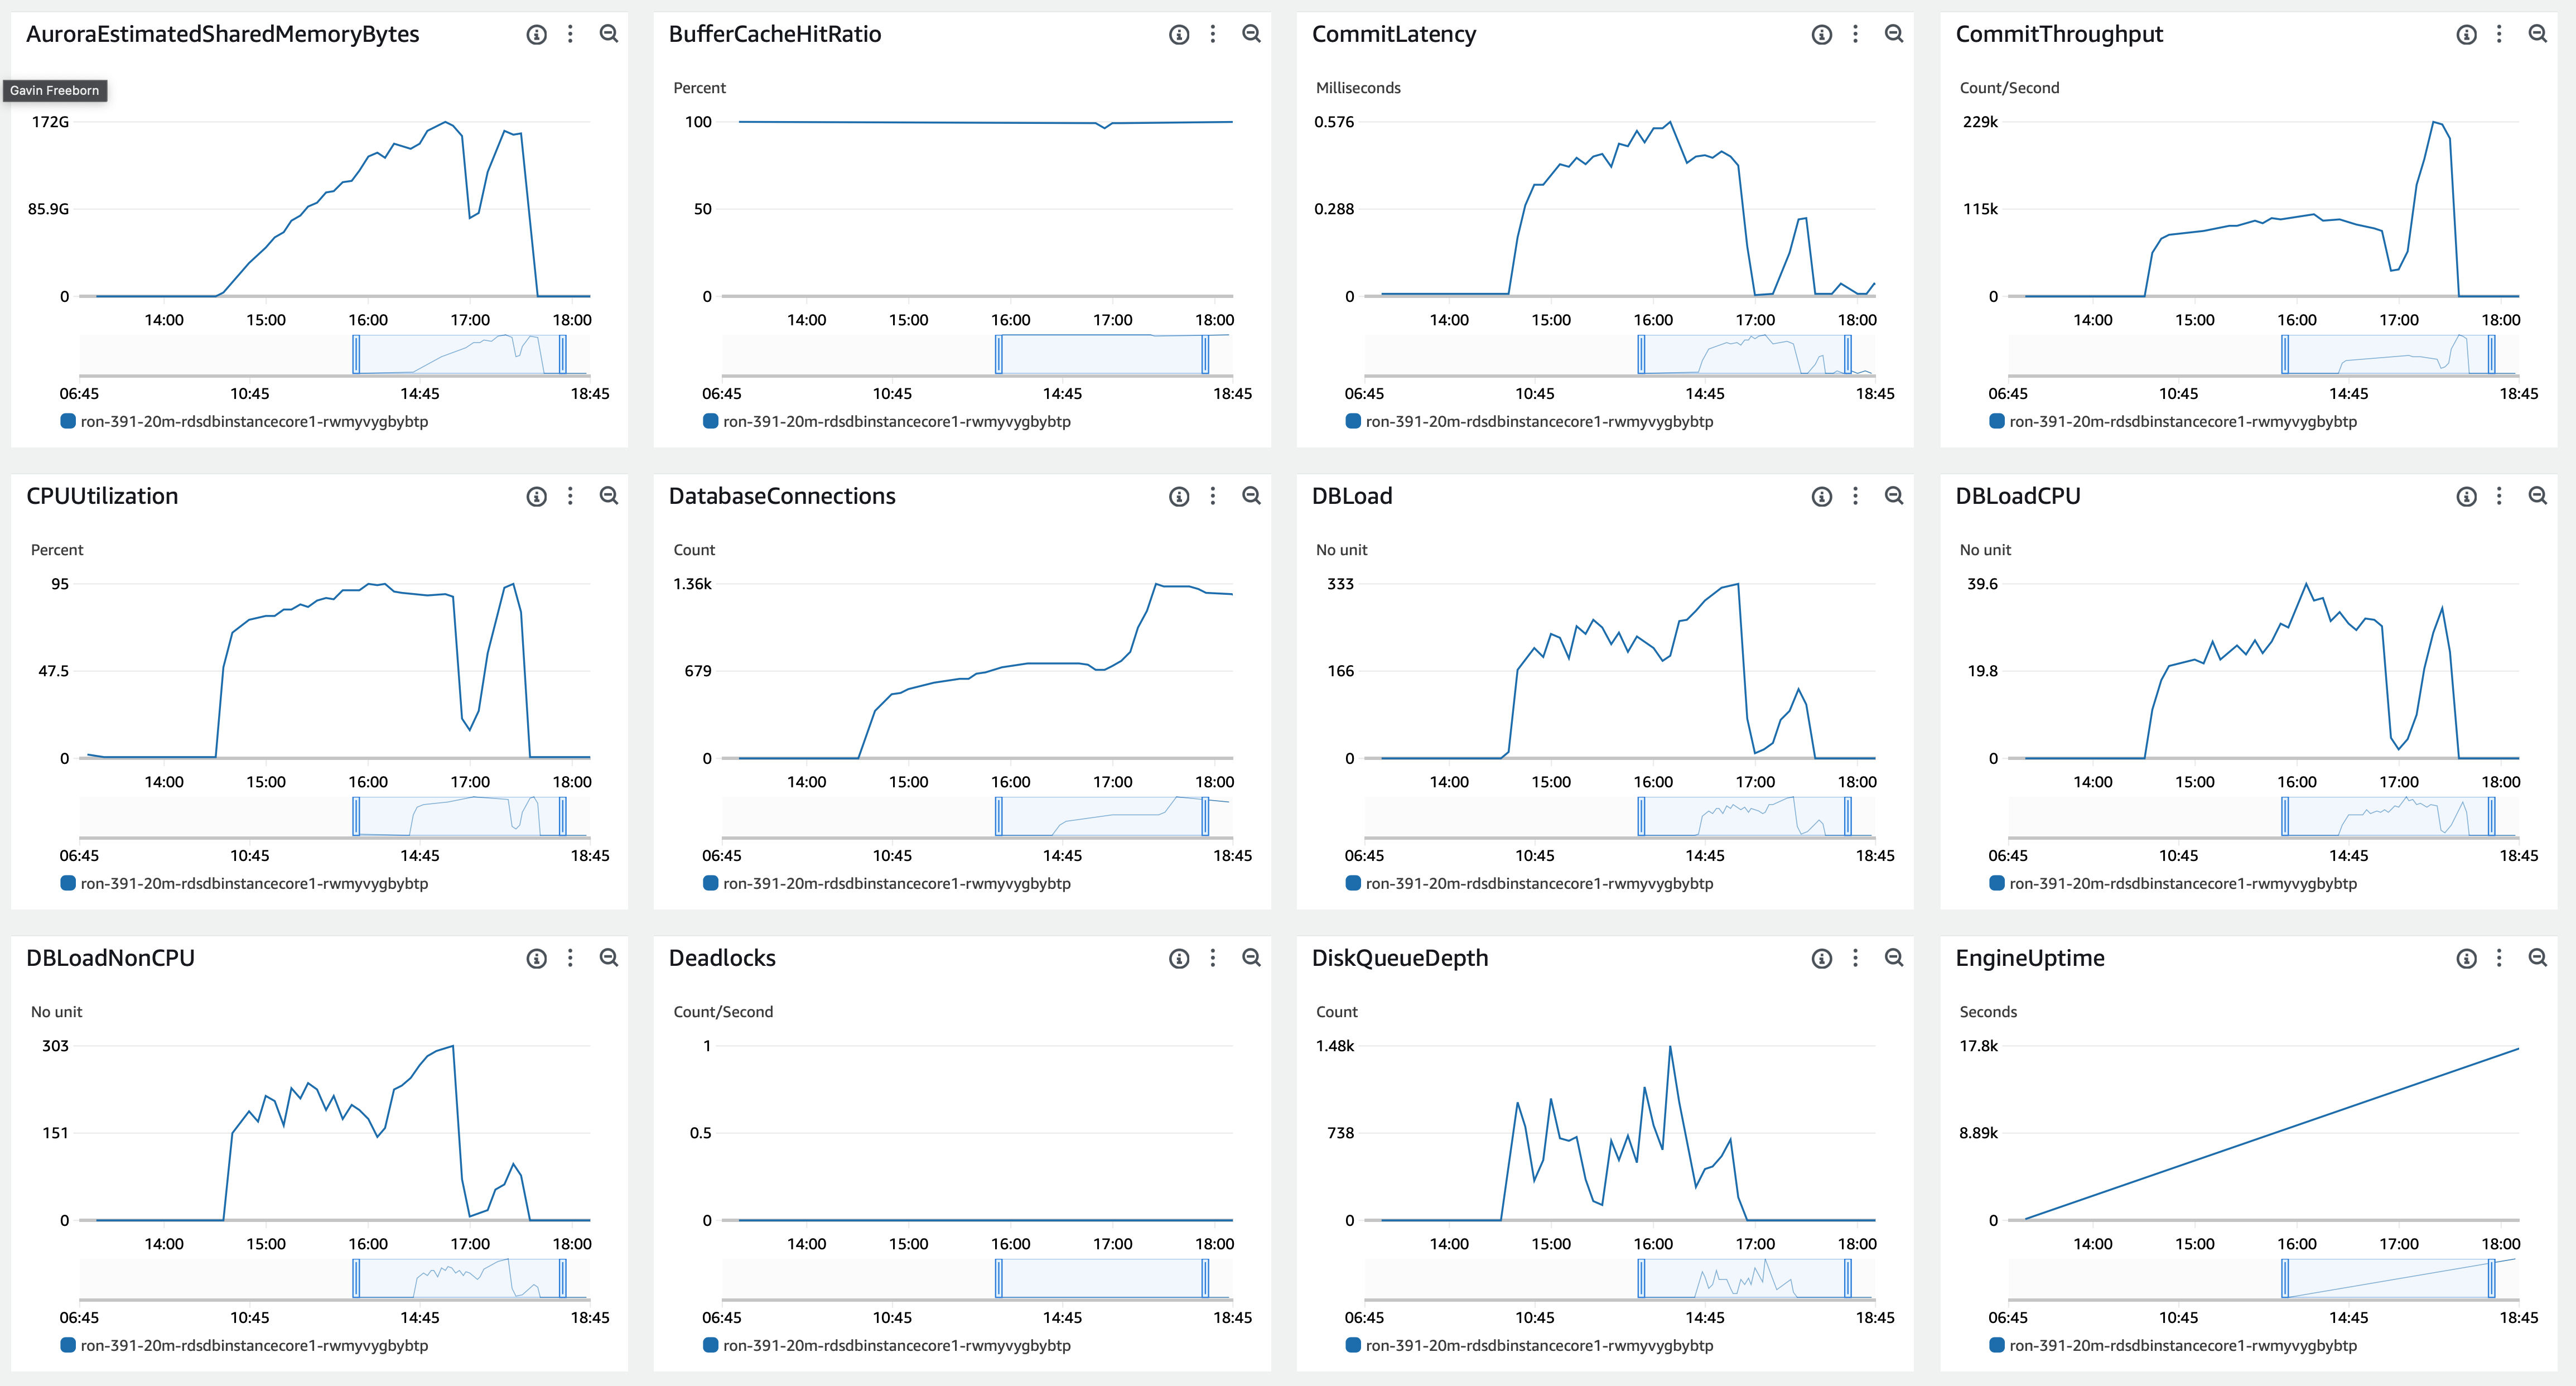 AuroraEstimatedSharedMemoryBytes
Gavin Freeborn
172G
85.9G
0
14:00 15:00 16:00 17:00 18:00
06:45 10:45 14:45 18:45
ron-391-20m-rdsdbinstancecore1-rwmyvygbybtp
BufferCacheHitRatio
Percent
100
50
0
14:00 15:00 16:00 17:00 18:00
06:45 10:45 14:45 18:45
ron-391-20m-rdsdbinstancecore1-rwmyvygbybtp
CommitLatency
Milliseconds
0.576
0.288
0
14:00 15:00 16:00 17:00 18:00
06:45 10:45 14:45 18:45
ron-391-20m-rdsdbinstancecore1-rwmyvygbybtp
CommitThroughput
Count/Second
229k
115k
0
14:00 15:00 16:00 17:00 18:00
06:45 10:45 14:45 18:45
ron-391-20m-rdsdbinstancecore1-rwmyvygbybtp
CPUUtilization
Percent
95
47.5
0
14:00 15:00 16:00 17:00 18:00
06:45 10:45 14:45 18:45
ron-391-20m-rdsdbinstancecore1-rwmyvygbybtp
DatabaseConnections
Count
1.36k
679
0
14:00 15:00 16:00 17:00 18:00
06:45 10:45 14:45 18:45
ron-391-20m-rdsdbinstancecore1-rwmyvygbybtp
DBLoad
No unit
333
166
0
14:00 15:00 16:00 17:00 18:00
06:45 10:45 14:45 18:45
ron-391-20m-rdsdbinstancecore1-rwmyvygbybtp
DBLoadCPU
No unit
39.6
19.8
0
14:00 15:00 16:00 17:00 18:00
06:45 10:45 14:45 18:45
ron-391-20m-rdsdbinstancecore1-rwmyvygbybtp
DBLoadNonCPU
No unit
303
151
0
14:00 15:00 16:00 17:00 18:00
06:45 10:45 14:45 18:45
ron-391-20m-rdsdbinstancecore1-rwmyvygbybtp
Deadlocks
Count/Second
1
0.5
0
14:00 15:00 16:00 17:00 18:00
06:45 10:45 14:45 18:45
ron-391-20m-rdsdbinstancecore1-rwmyvygbybtp
DiskQueueDepth
Count
1.48k
738
0
14:00 15:00 16:00 17:00 18:00
06:45 10:45 14:45 18:45
ron-391-20m-rdsdbinstancecore1-rwmyvygbybtp
EngineUptime
Seconds
17.8k
8.89k
0
14:00 15:00 16:00 17:00 18:00
06:45 10:45 14:45 18:45
ron-391-20m-rdsdbinstancecore1-rwmyvygbybtp